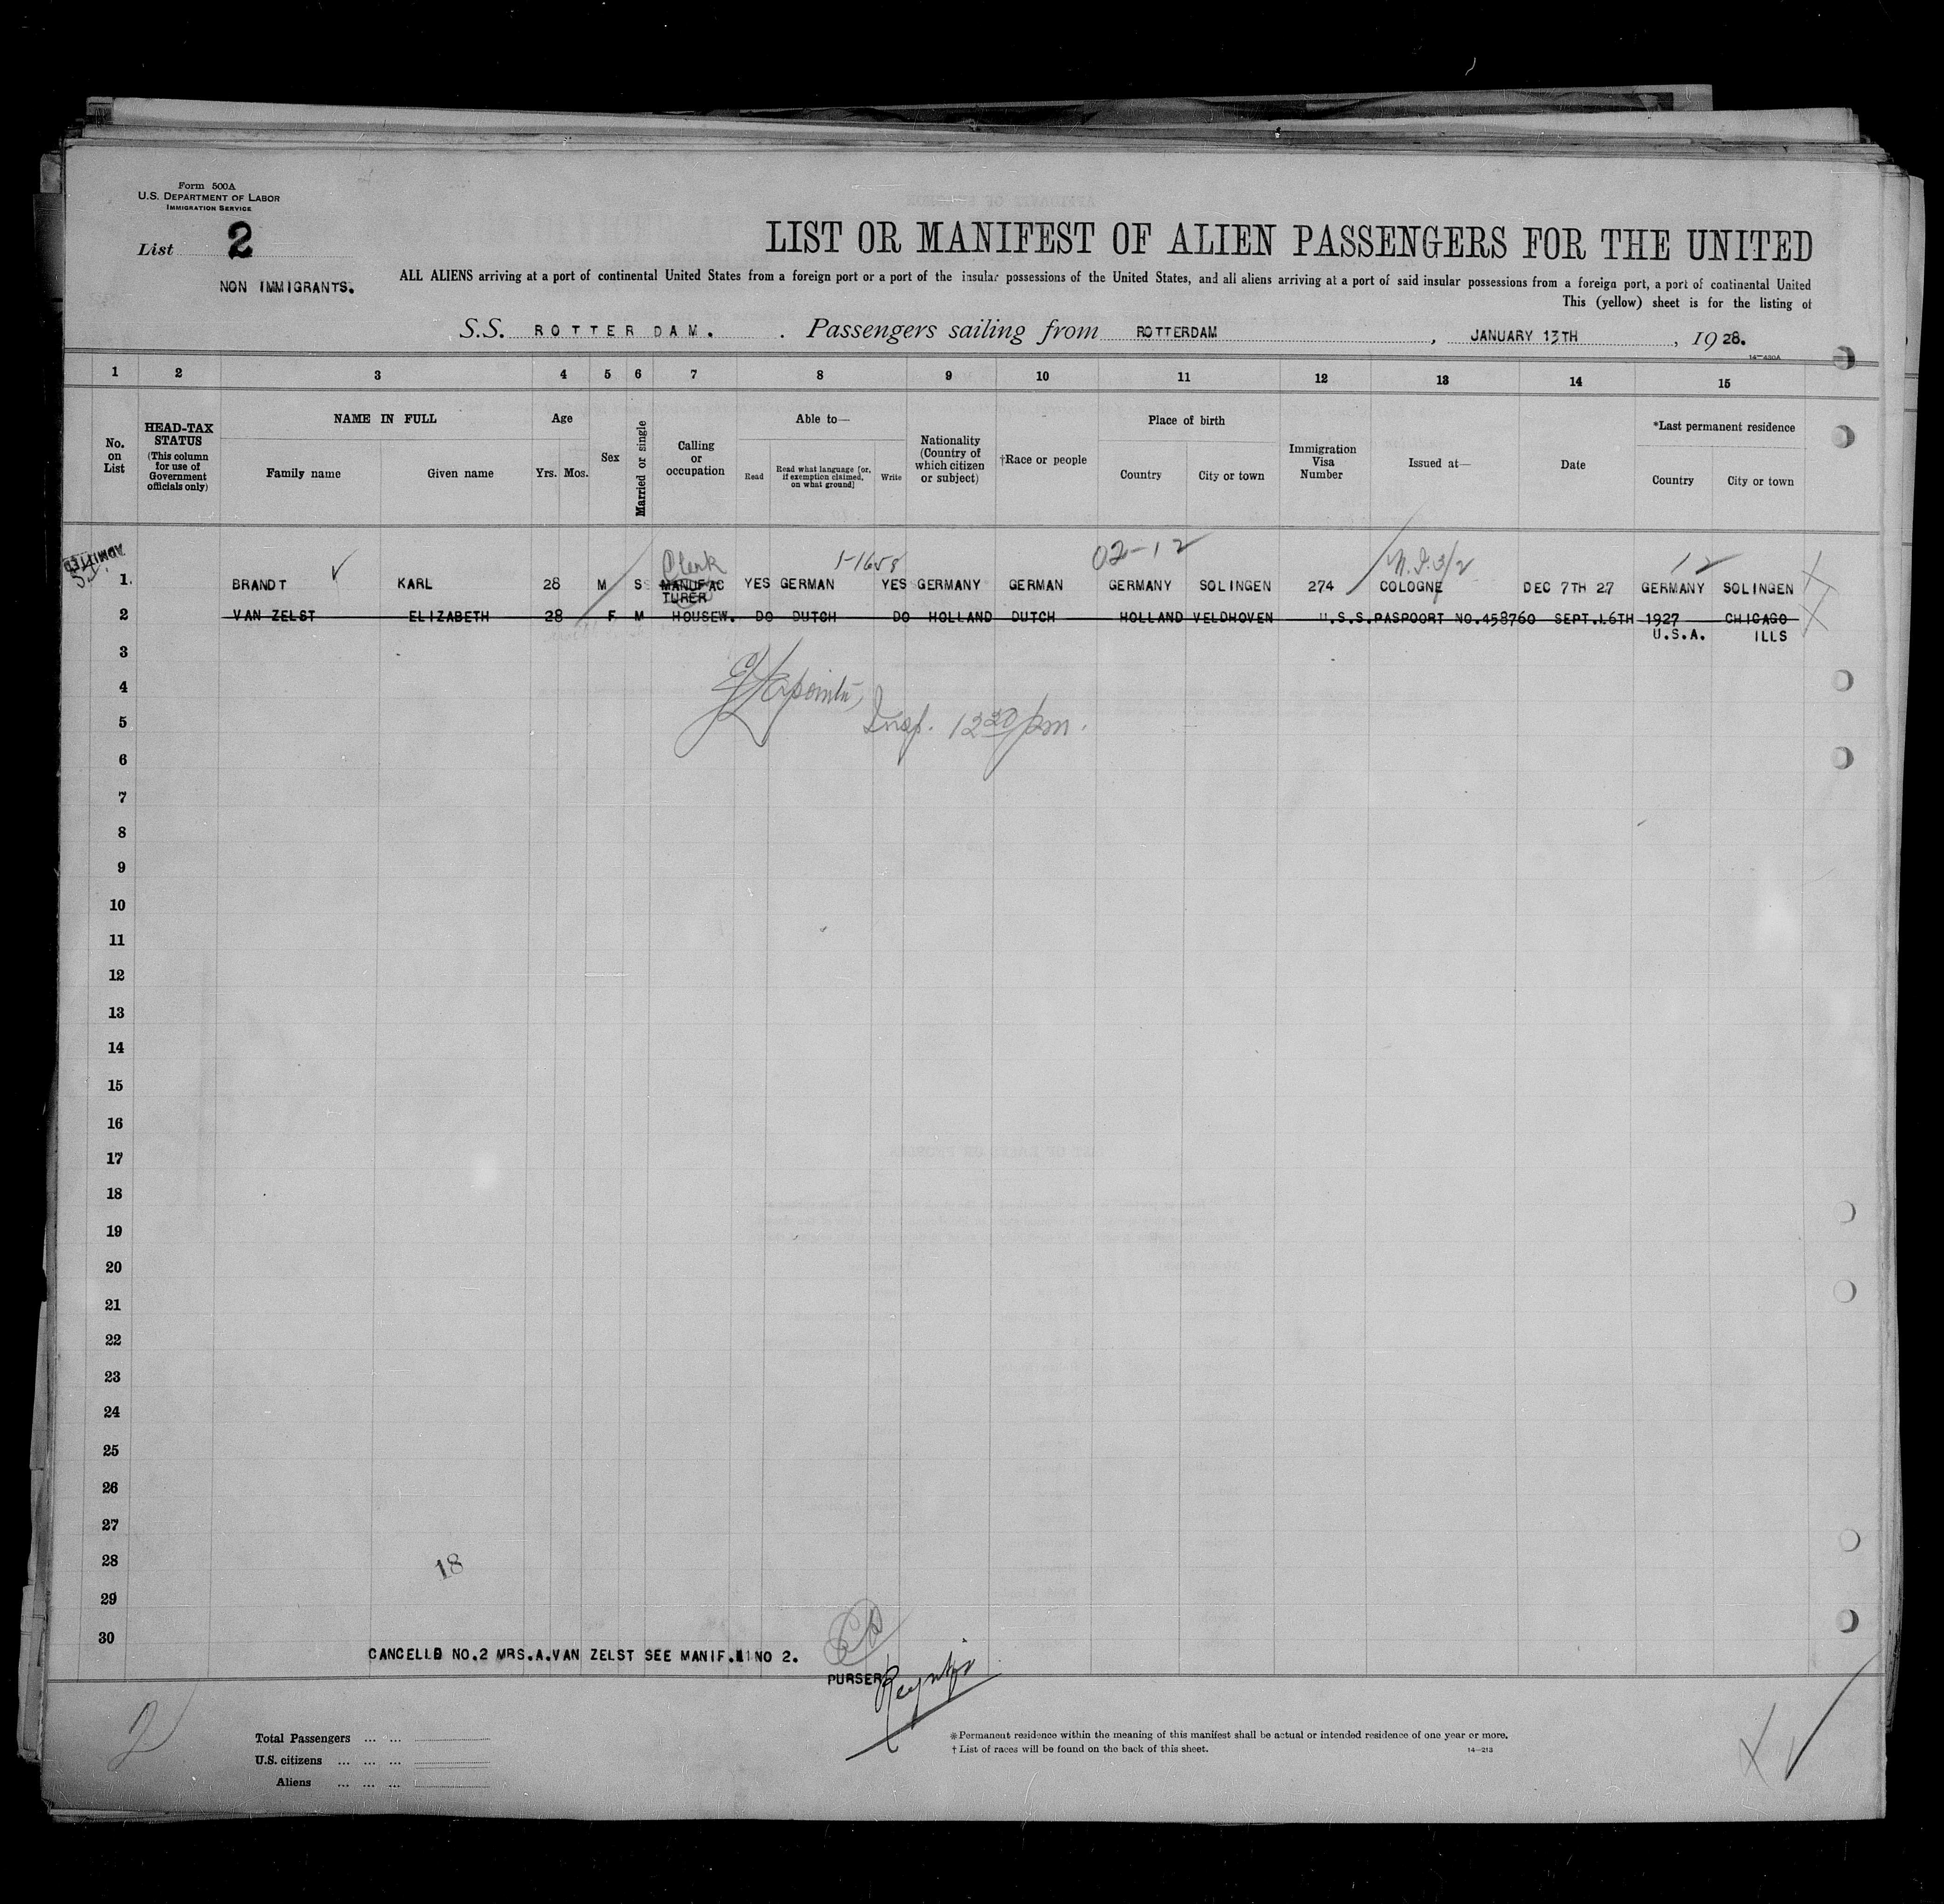 Form 500A
U.S. DEPARTMENT OF LABOR
IMMIGRATION SERVICE
List 2
NON IMMIGRANTS.
LIST OR MANIFEST OF ALIEN PASSENGERS FOR THE UNITED
ALL ALIENS arriving at a port of continental United States from a foreign port or a port of the insular possessions of the United States, and all aliens arriving at a port of said insular possessions from a foreign port, a port of continental United
This (yellow) sheet is for the listing of
S.S. ROTTERDAM. . Passengers sailing from ROTTERDAM , JANUARY 13TH , 1928.
14-430A
1 2 3 4 5 6 7 8 9 10 11 12 13 14 15
No. on List
HEAD-TAX STATUS (This column for use of Government officials only)
NAME IN FULL
Family name Given name
Age
Yrs. Mos.
Sex
Married or single
Calling or occupation
Able to—
Read
Read what language [or, if exemption claimed, on what ground]
Write
Nationality (Country of which citizen or subject)
†Race or people
Place of birth
Country City or town
Immigration Visa Number
Issued at—
Date
*Last permanent residence
Country City or town
ADMITTED
Clerk 02-12 12
1 BRANDT KARL 28 M S MANUFAC YES GERMAN YES GERMANY GERMAN GERMANY SOLINGEN 274 COLOGNE DEC 7TH 27 GERMANY SOLINGEN
TURER
2 VAN ZELST ELIZABETH 28 F M HOUSEW. DO DUTCH DO HOLLAND DUTCH HOLLAND VELDHOVEN U.S.S.PASPOORT NO.458760 SEPT.16TH 1927 CHICAGO
U.S.A. ILLS
3
4
Insp. 12 20 pm.
5
6
7
8
9
10
11
12
13
14
15
16
17
18
19
20
21
22
23
24
25
26
27
28
18
29
30
CANCELLD NO.2 MRS.A.VAN ZELST SEE MANIF.11NO 2.
PURSER
2
Total Passengers ... ...
U.S. citizens ... ... ...
Aliens ... ... ...
*Permanent residence within the meaning of this manifest shall be actual or intended residence of one year or more.
†List of races will be found on the back of this sheet.
14—213